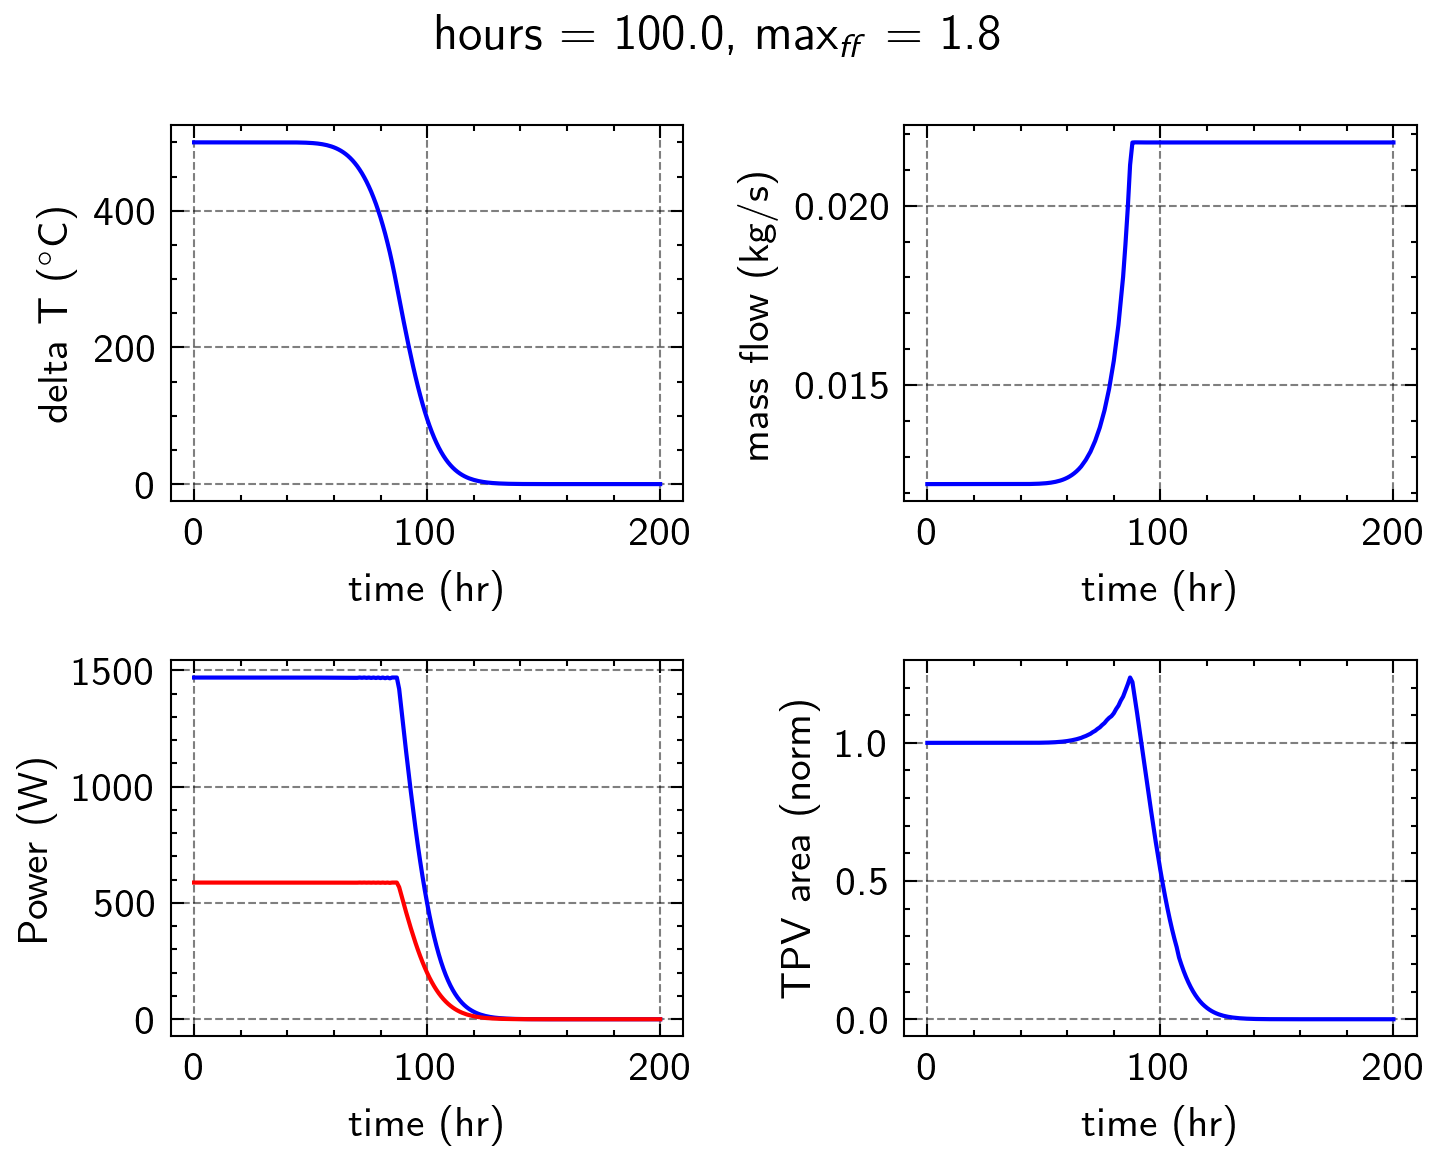 hours = 100.0, max_ff = 1.8
delta T (°C)
400
200
0
0 100 200
time (hr)
mass flow (kg/s)
0.020
0.015
0 100 200
time (hr)
Power (W)
1500
1000
500
0
0 100 200
time (hr)
TPV area (norm)
1.0
0.5
0.0
0 100 200
time (hr)